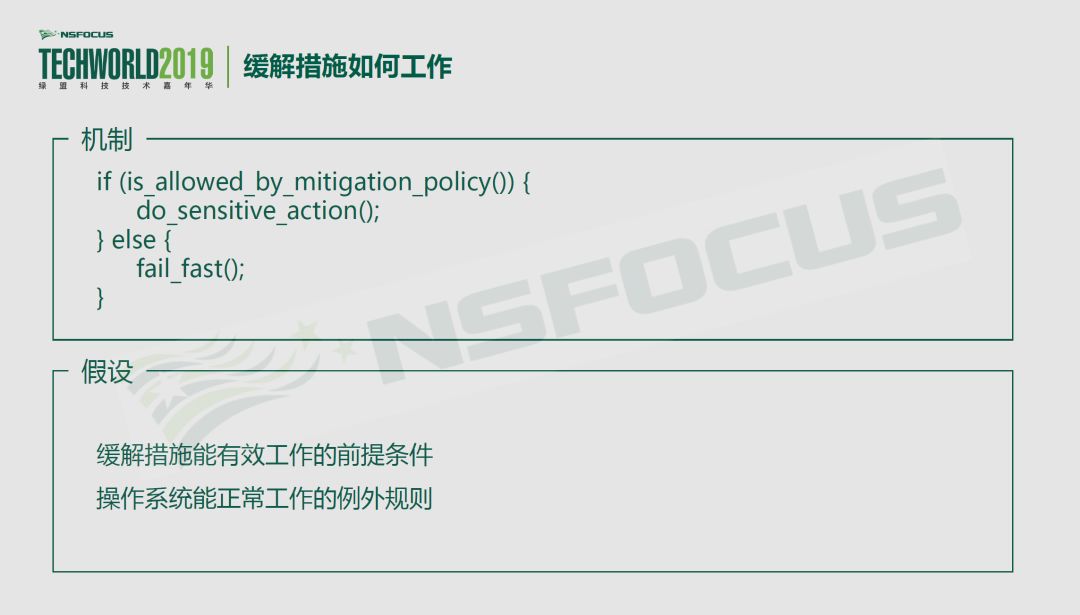 NSFOCUS
TECHWORLD2019
绿盟科技技术嘉年华
缓解措施如何工作
机制
if (is_allowed_by_mitigation_policy()) {
do_sensitive_action();
} else {
fail_fast();
}
NSFOCUS
假设
缓解措施能有效工作的前提条件
操作系统能正常工作的例外规则